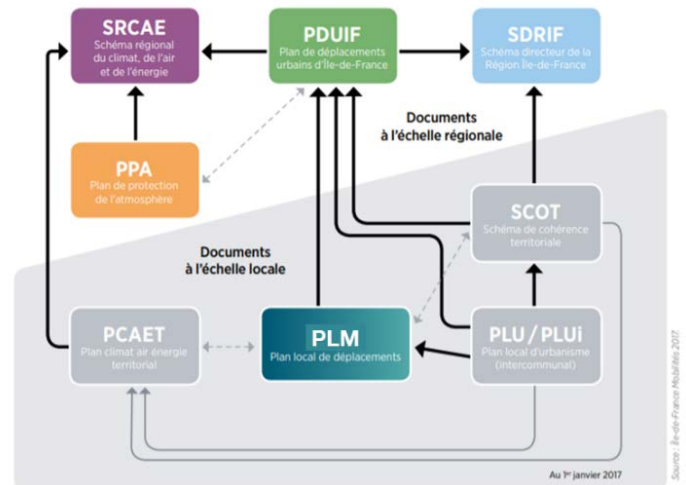 SRCAE
Schéma régional
du climat, de l'air
et de l'énergie
PDUIF
Plan de déplacements
urbains d'Île-de-France
SDRIF
Schéma directeur de la
Région Île-de-France
Documents
à l'échelle régionale
PPA
Plan de protection
de l'atmosphère
SCOT
Schéma de cohérence
territoriale
Documents
à l'échelle locale
PCAET
Plan climat air énergie
territorial
PLM
Plan local de déplacements
PLU / PLUi
Plan local d'urbanisme
(intercommunal)
Au 1er janvier 2017
Source : Île-de-France Mobilités 2017.